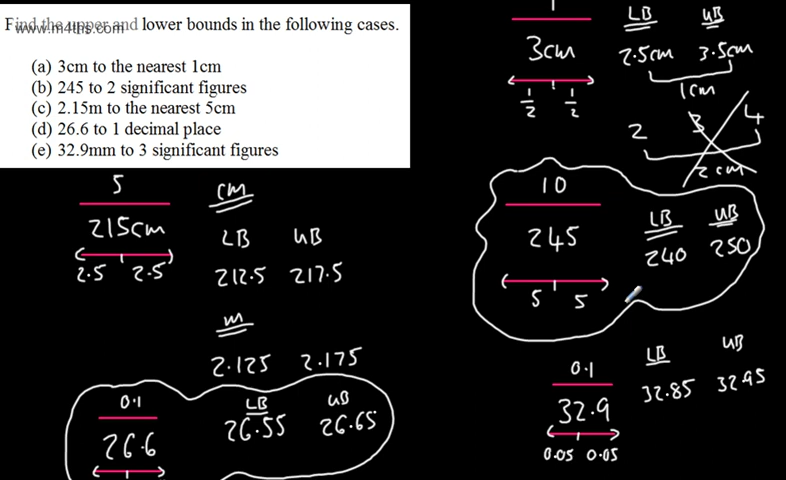 Find the upper and lower bounds in the following cases.
www.m4ths.com
(a) 3cm to the nearest 1cm
(b) 245 to 2 significant figures
(c) 2.15m to the nearest 5cm
(d) 26.6 to 1 decimal place
(e) 32.9mm to 3 significant figures
1
3cm
1/2 1/2
LB UB
2.5cm 3.5cm
1cm
2 3 4
2cm
5
215cm
2.5 2.5
cm
LB UB
212.5 217.5
m
2.125 2.175
10
245
5 5
LB UB
240 250
0.1
26.6
LB UB
26.55 26.65
0.1
32.9
0.05 0.05
LB UB
32.85 32.95